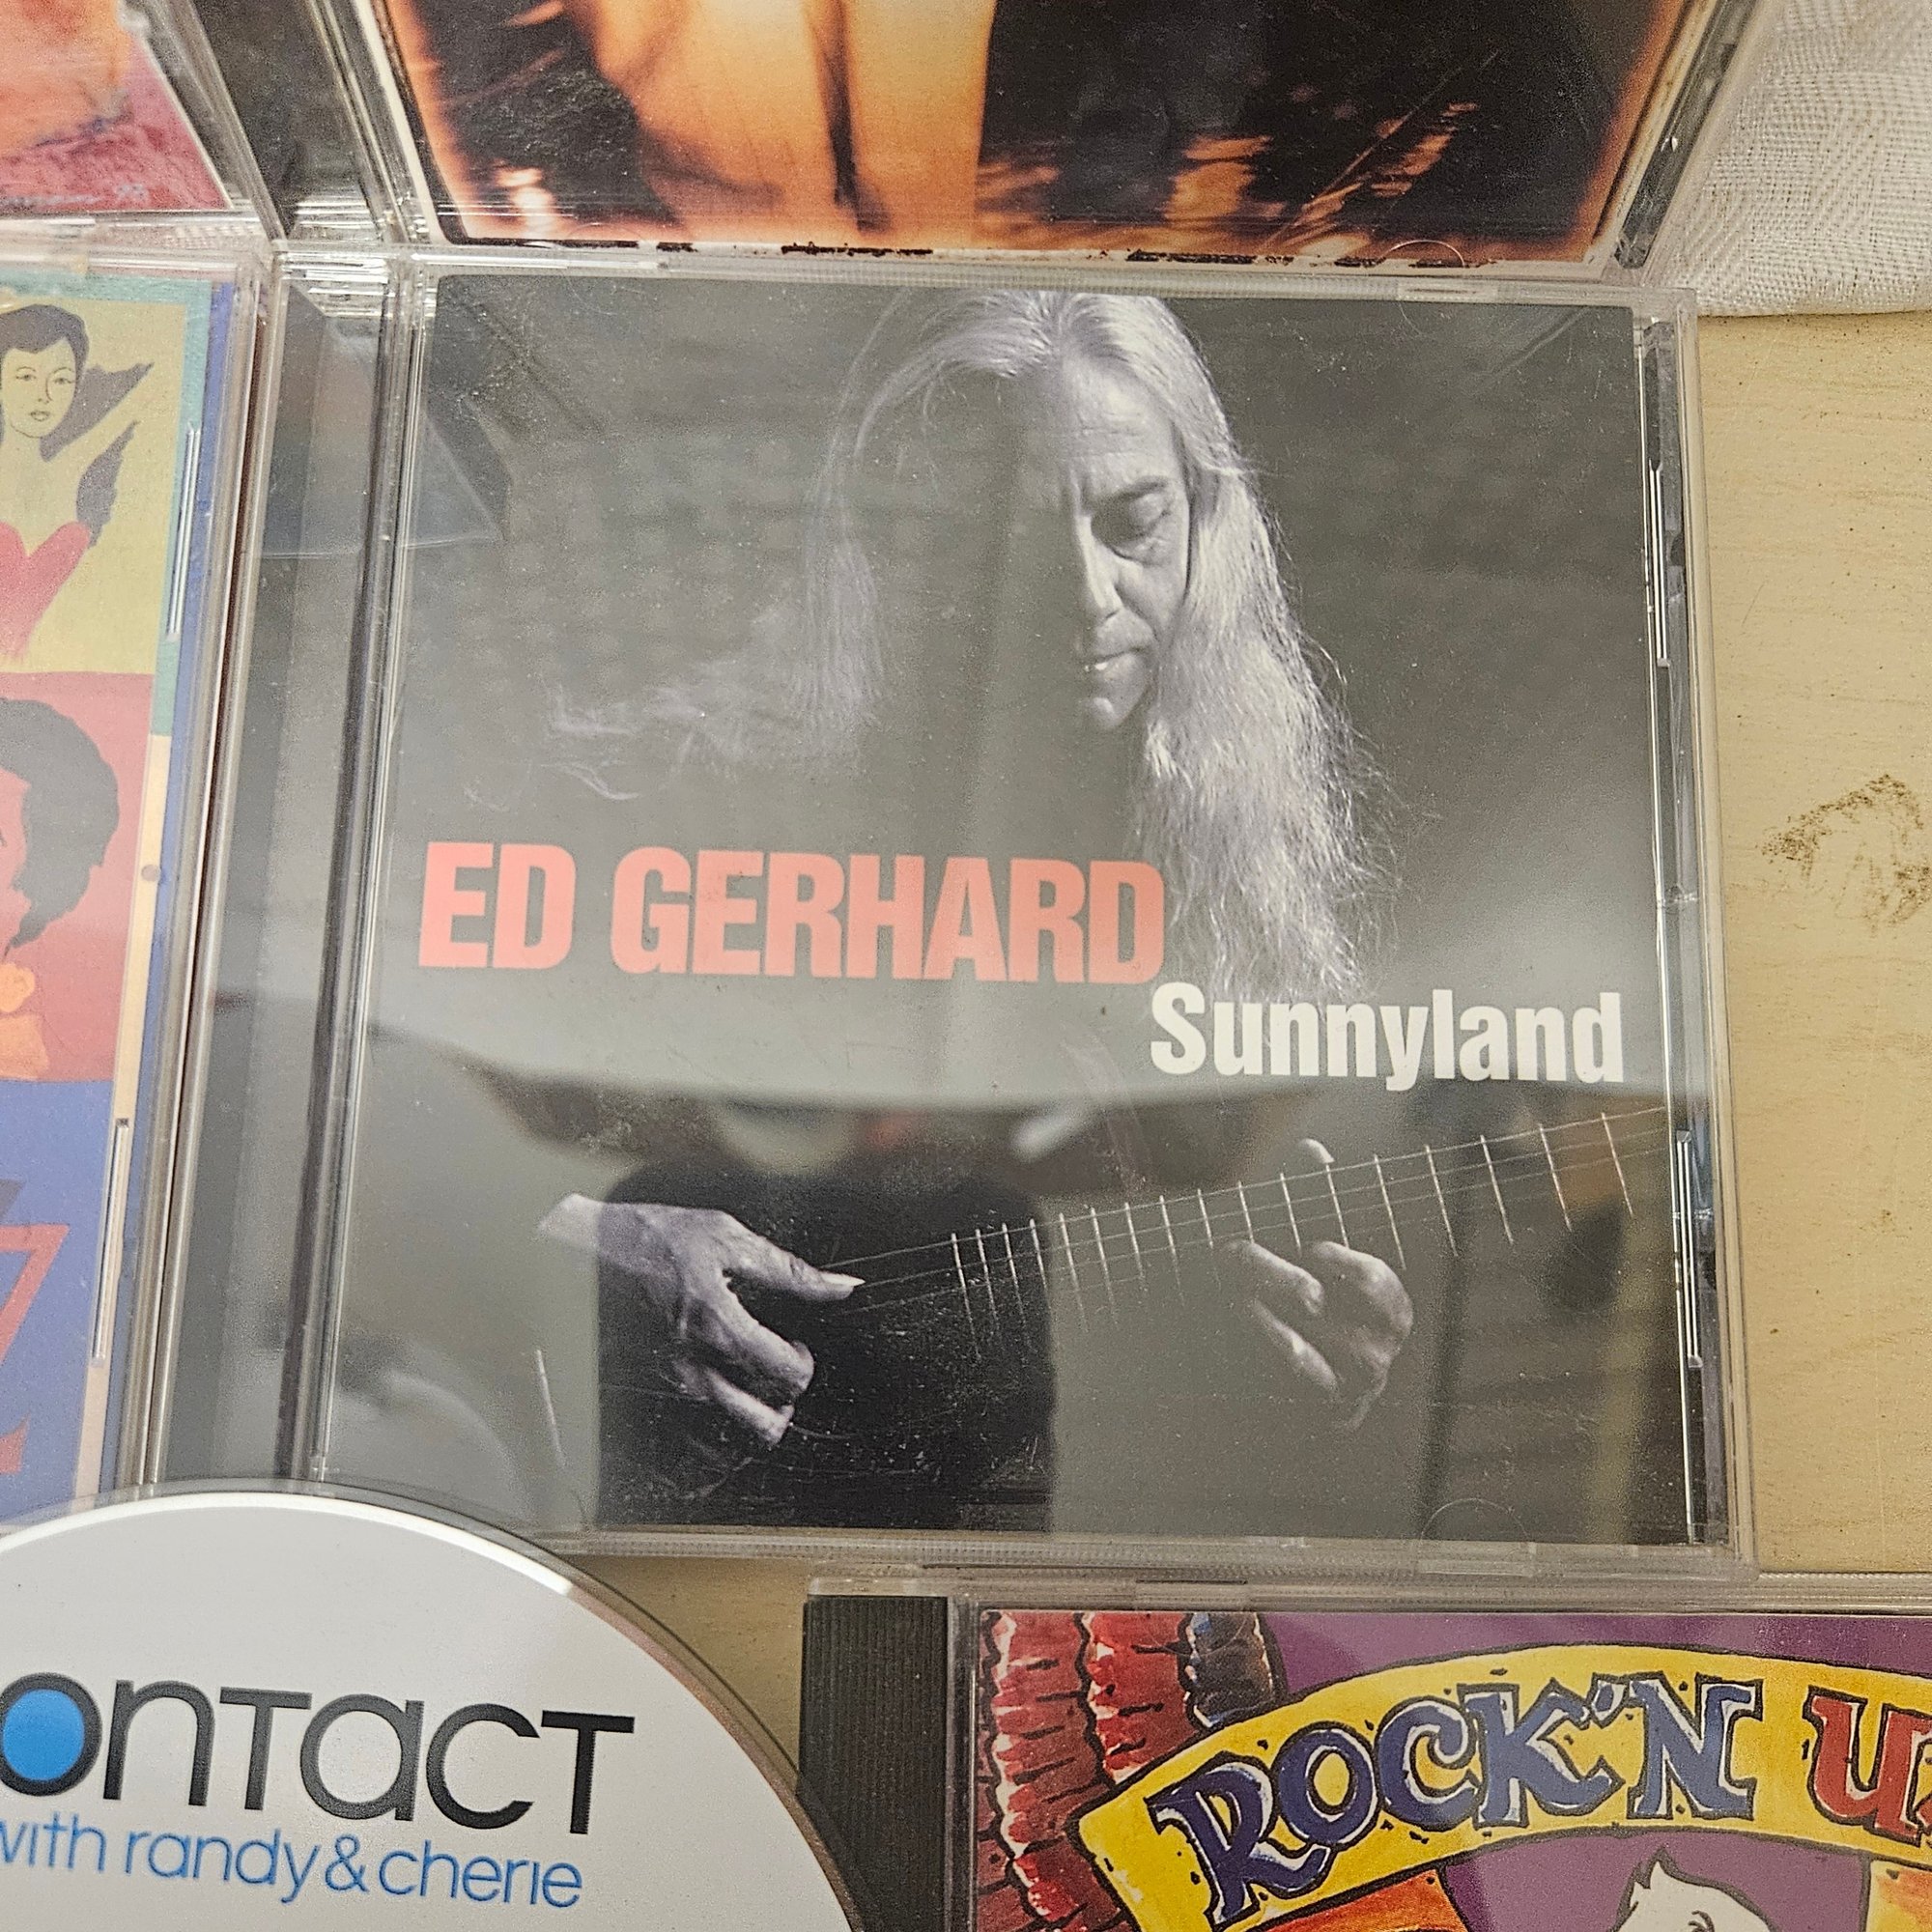 ED GERHARD
Sunnyland
ontact
with randy & cherie
ROCK'N